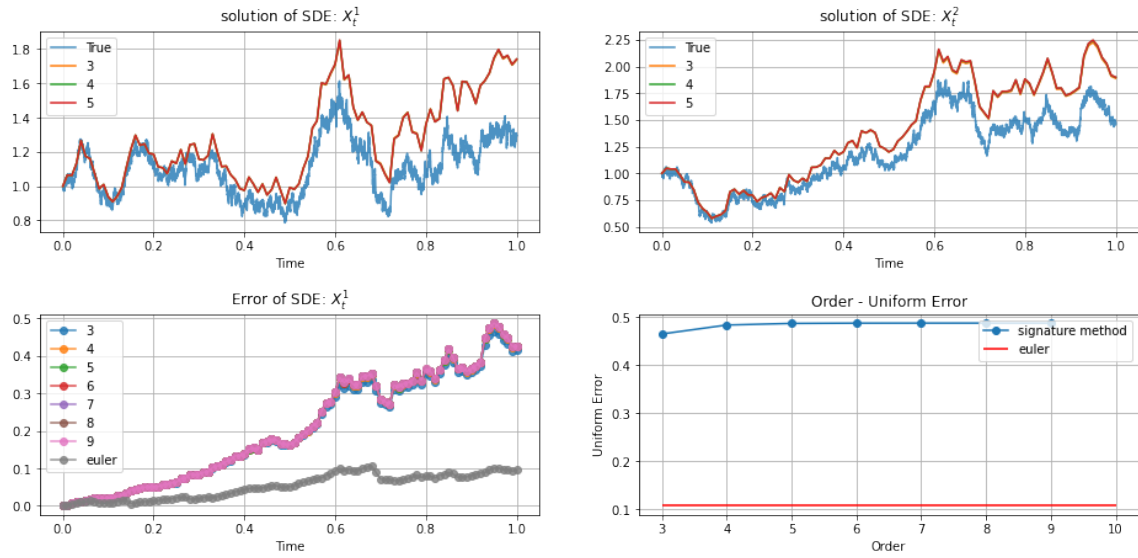 solution of SDE: X_t^1
1.8
1.6
1.4
1.2
1.0
0.8
True
3
4
5
0.0 0.2 0.4 0.6 0.8 1.0
Time
solution of SDE: X_t^2
2.25
2.00
1.75
1.50
1.25
1.00
0.75
0.50
True
3
4
5
0.0 0.2 0.4 0.6 0.8 1.0
Time
Error of SDE: X_t^1
0.5
0.4
0.3
0.2
0.1
0.0
3
4
5
6
7
8
9
euler
0.0 0.2 0.4 0.6 0.8 1.0
Time
Order - Uniform Error
Uniform Error
0.5
0.4
0.3
0.2
0.1
signature method
euler
3 4 5 6 7 8 9 10
Order